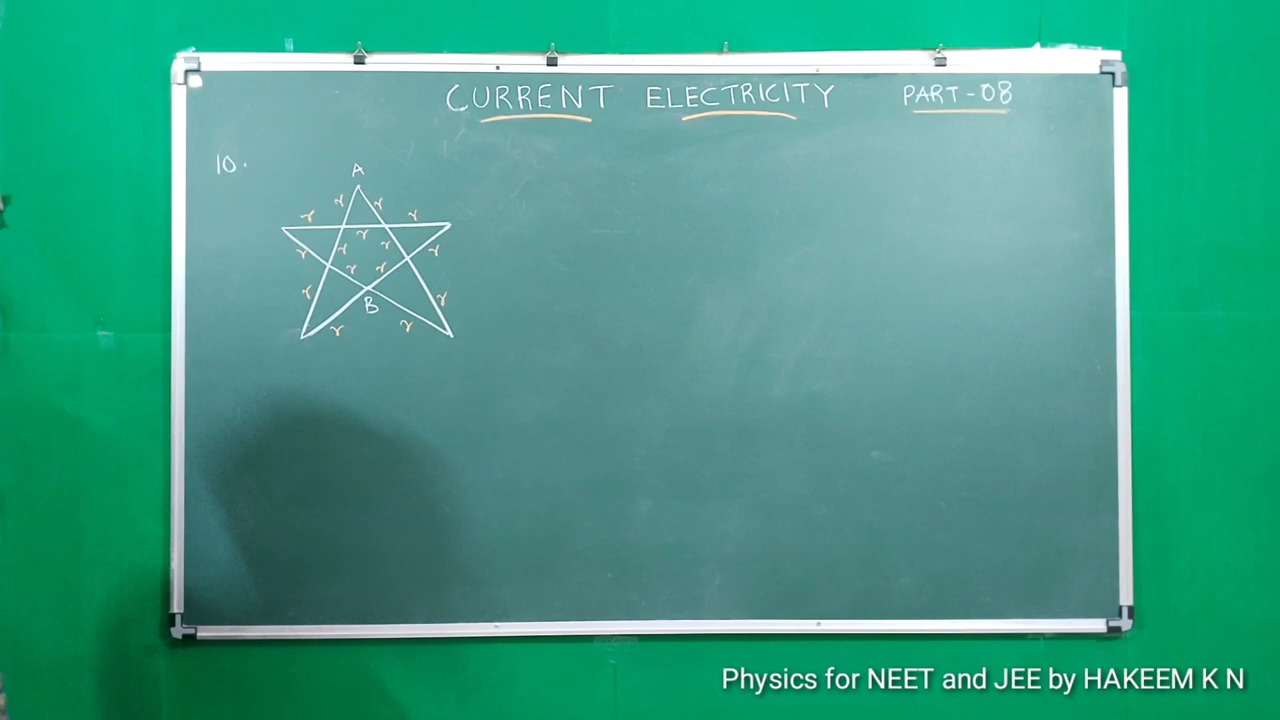 CURRENT ELECTRICITY PART-08
10.
A
r r
r r
r
r r r r
r r
r r
B
r r
Physics for NEET and JEE by HAKEEM K N